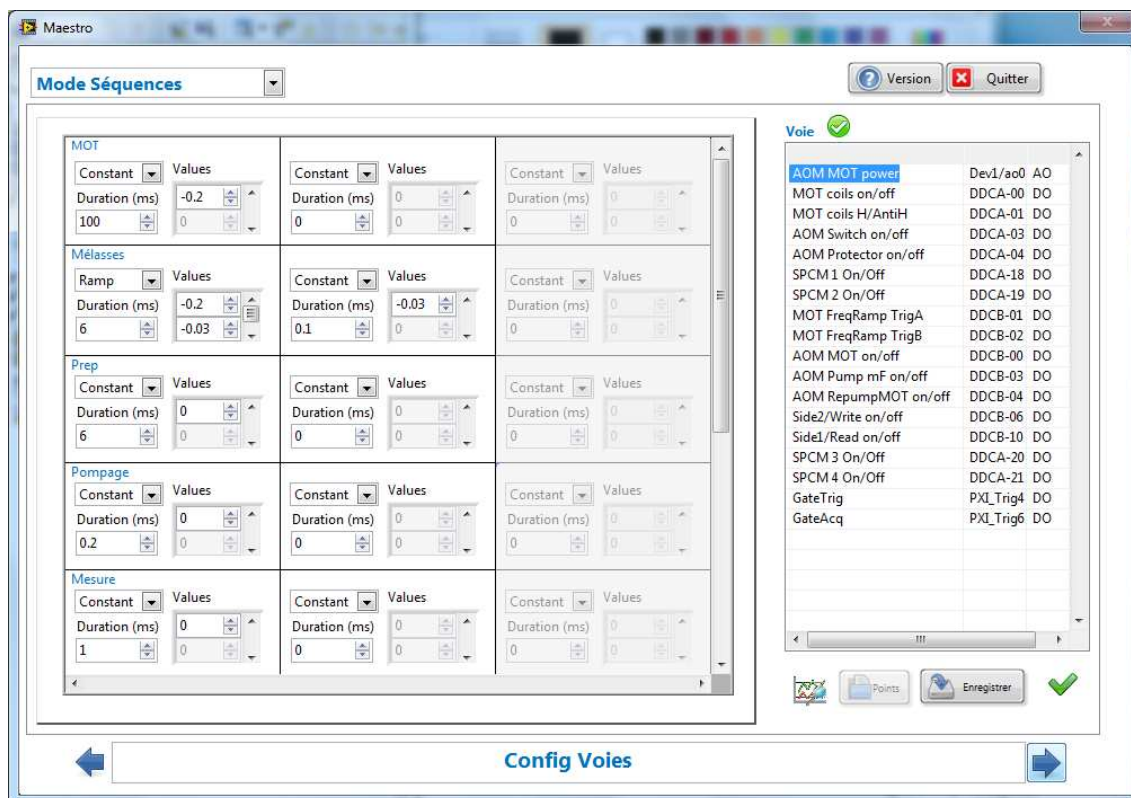 Maestro
Mode Séquences
Version
Quitter
MOT
Constant Values
Duration (ms) -0.2
100 0
Constant Values
Duration (ms) 0
0 0
Constant Values
Duration (ms) 0
0 0
Mélasses
Ramp Values
Duration (ms) -0.2
6 -0.03
Constant Values
Duration (ms) -0.03
0.1 0
Constant Values
Duration (ms) 0
0 0
Prep
Constant Values
Duration (ms) 0
6 0
Constant Values
Duration (ms) 0
0 0
Constant Values
Duration (ms) 0
0 0
Pompage
Constant Values
Duration (ms) 0
0.2 0
Constant Values
Duration (ms) 0
0 0
Constant Values
Duration (ms) 0
0 0
Mesure
Constant Values
Duration (ms) 0
1 0
Constant Values
Duration (ms) 0
0 0
Constant Values
Duration (ms) 0
0 0
Voie
AOM MOT power Dev1/ao0 AO
MOT coils on/off DDCA-00 DO
MOT coils H/AntiH DDCA-01 DO
AOM Switch on/off DDCA-03 DO
AOM Protector on/off DDCA-04 DO
SPCM 1 On/Off DDCA-18 DO
SPCM 2 On/Off DDCA-19 DO
MOT FreqRamp TrigA DDCB-01 DO
MOT FreqRamp TrigB DDCB-02 DO
AOM MOT on/off DDCB-00 DO
AOM Pump mF on/off DDCB-03 DO
AOM RepumpMOT on/off DDCB-04 DO
Side2/Write on/off DDCB-06 DO
Side1/Read on/off DDCB-10 DO
SPCM 3 On/Off DDCA-20 DO
SPCM 4 On/Off DDCA-21 DO
GateTrig PXI_Trig4 DO
GateAcq PXI_Trig6 DO
Points
Enregistrer
Config Voies